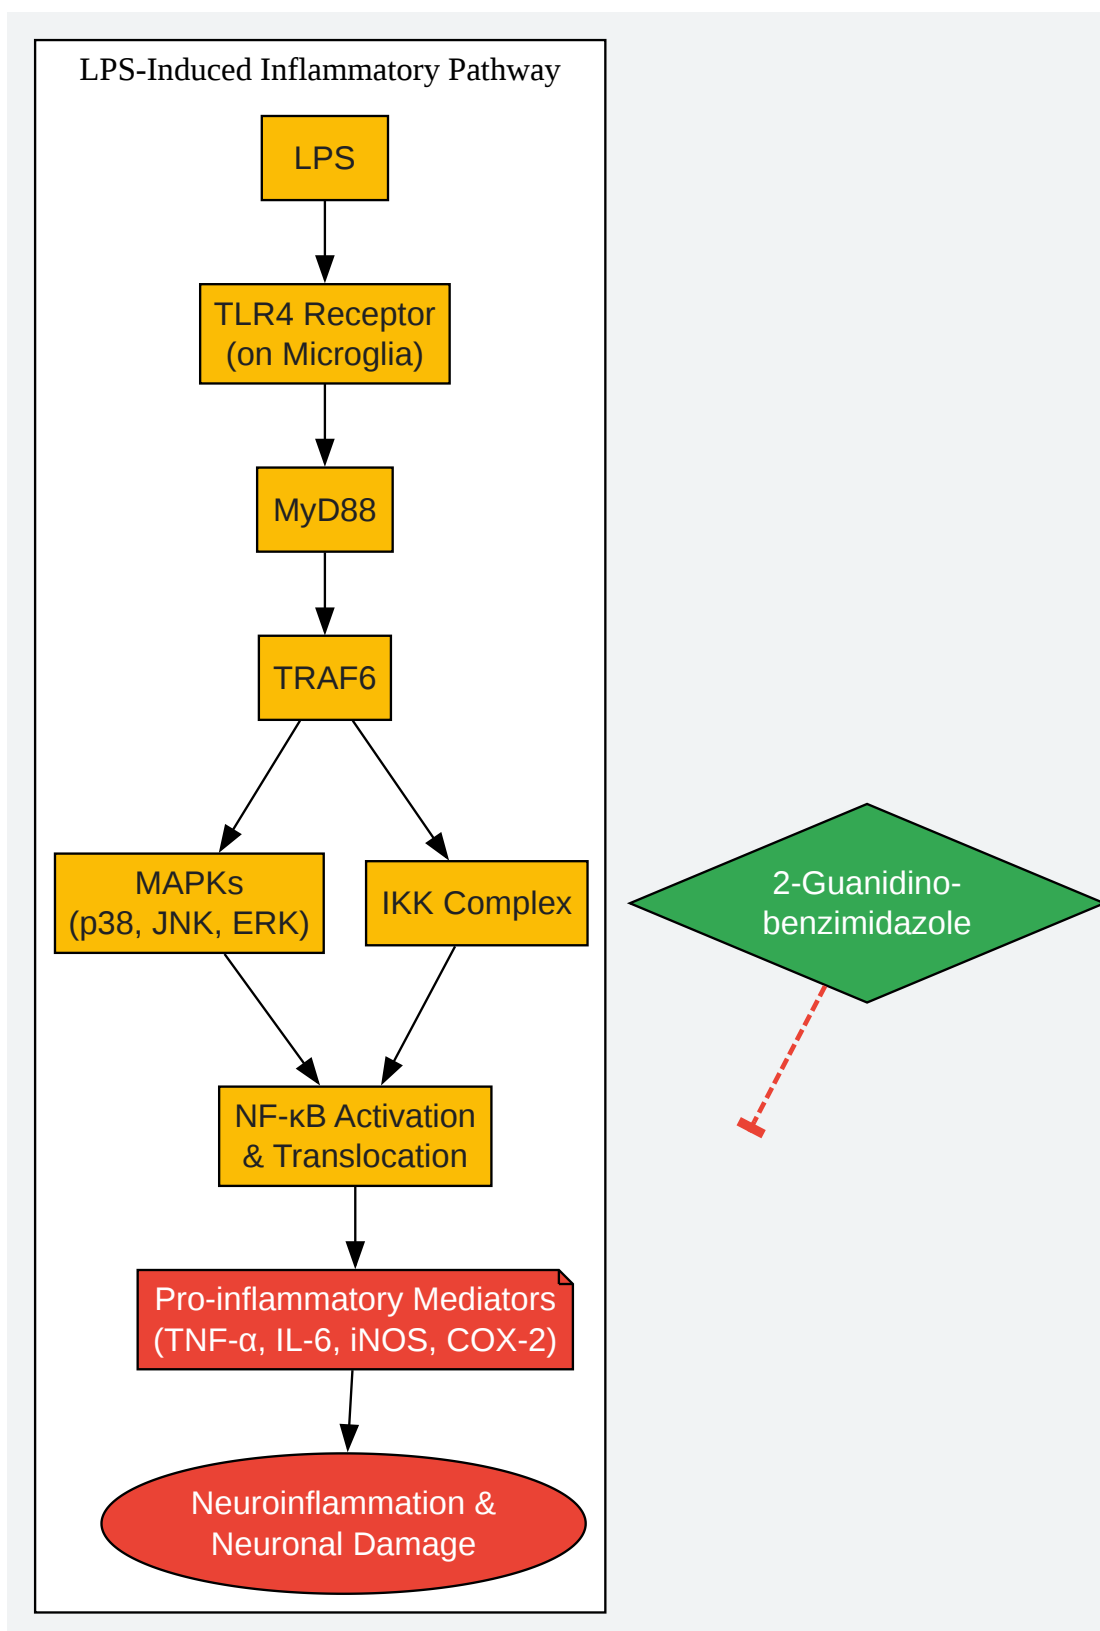 LPS-Induced Inflammatory Pathway
LPS
TLR4 Receptor
(on Microglia)
MyD88
TRAF6
MAPKs
(p38, JNK, ERK)
IKK Complex
2-Guanidino-
benzimidazole
NF-κB Activation
& Translocation
Pro-inflammatory Mediators
(TNF-α, IL-6, iNOS, COX-2)
Neuroinflammation &
Neuronal Damage